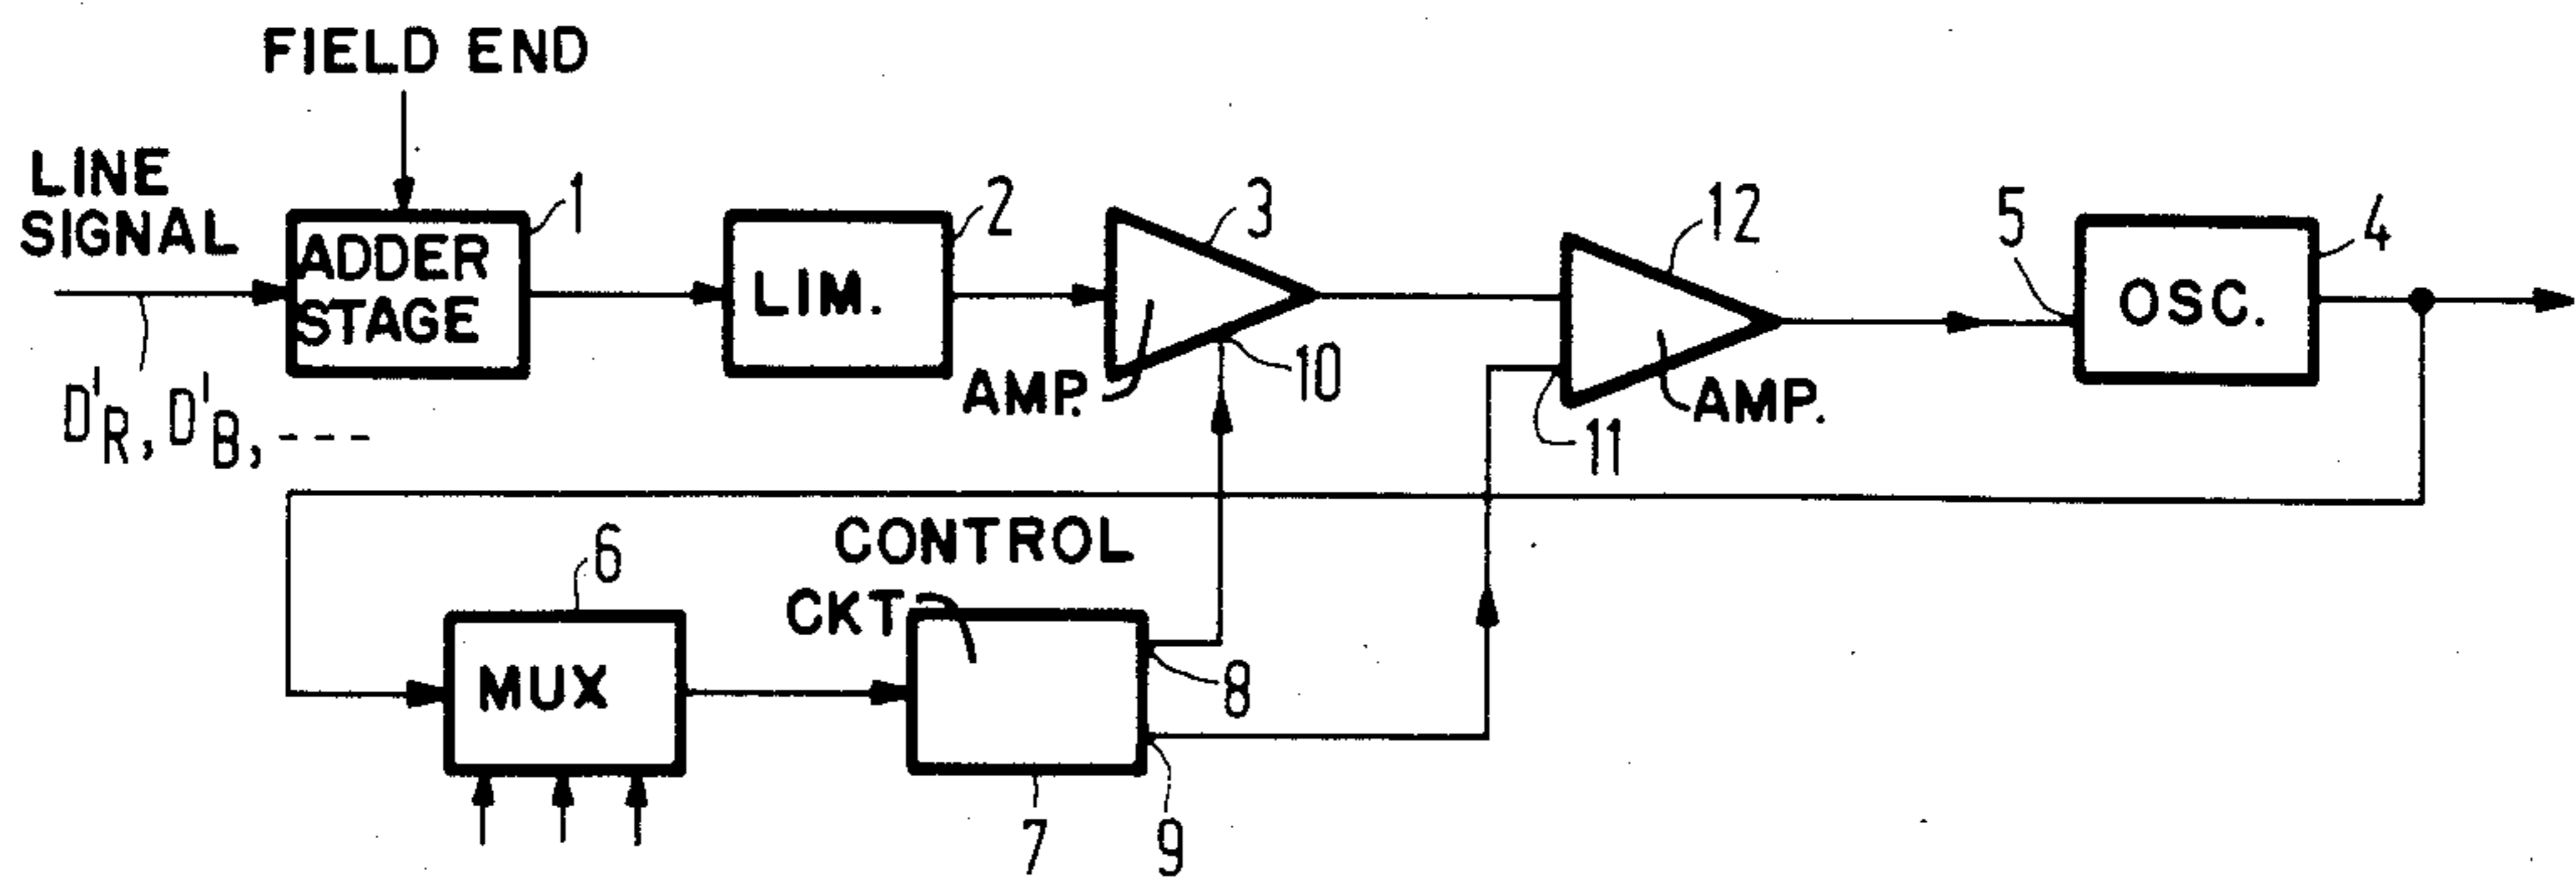 FIELD END
LINE
SIGNAL
1
2
3
12
5
4
ADDER
STAGE
LIM.
OSC.
10
AMP.
AMP.
D'R, D'B, ----
11
CONTROL
6
CKT
MUX
8
7
9